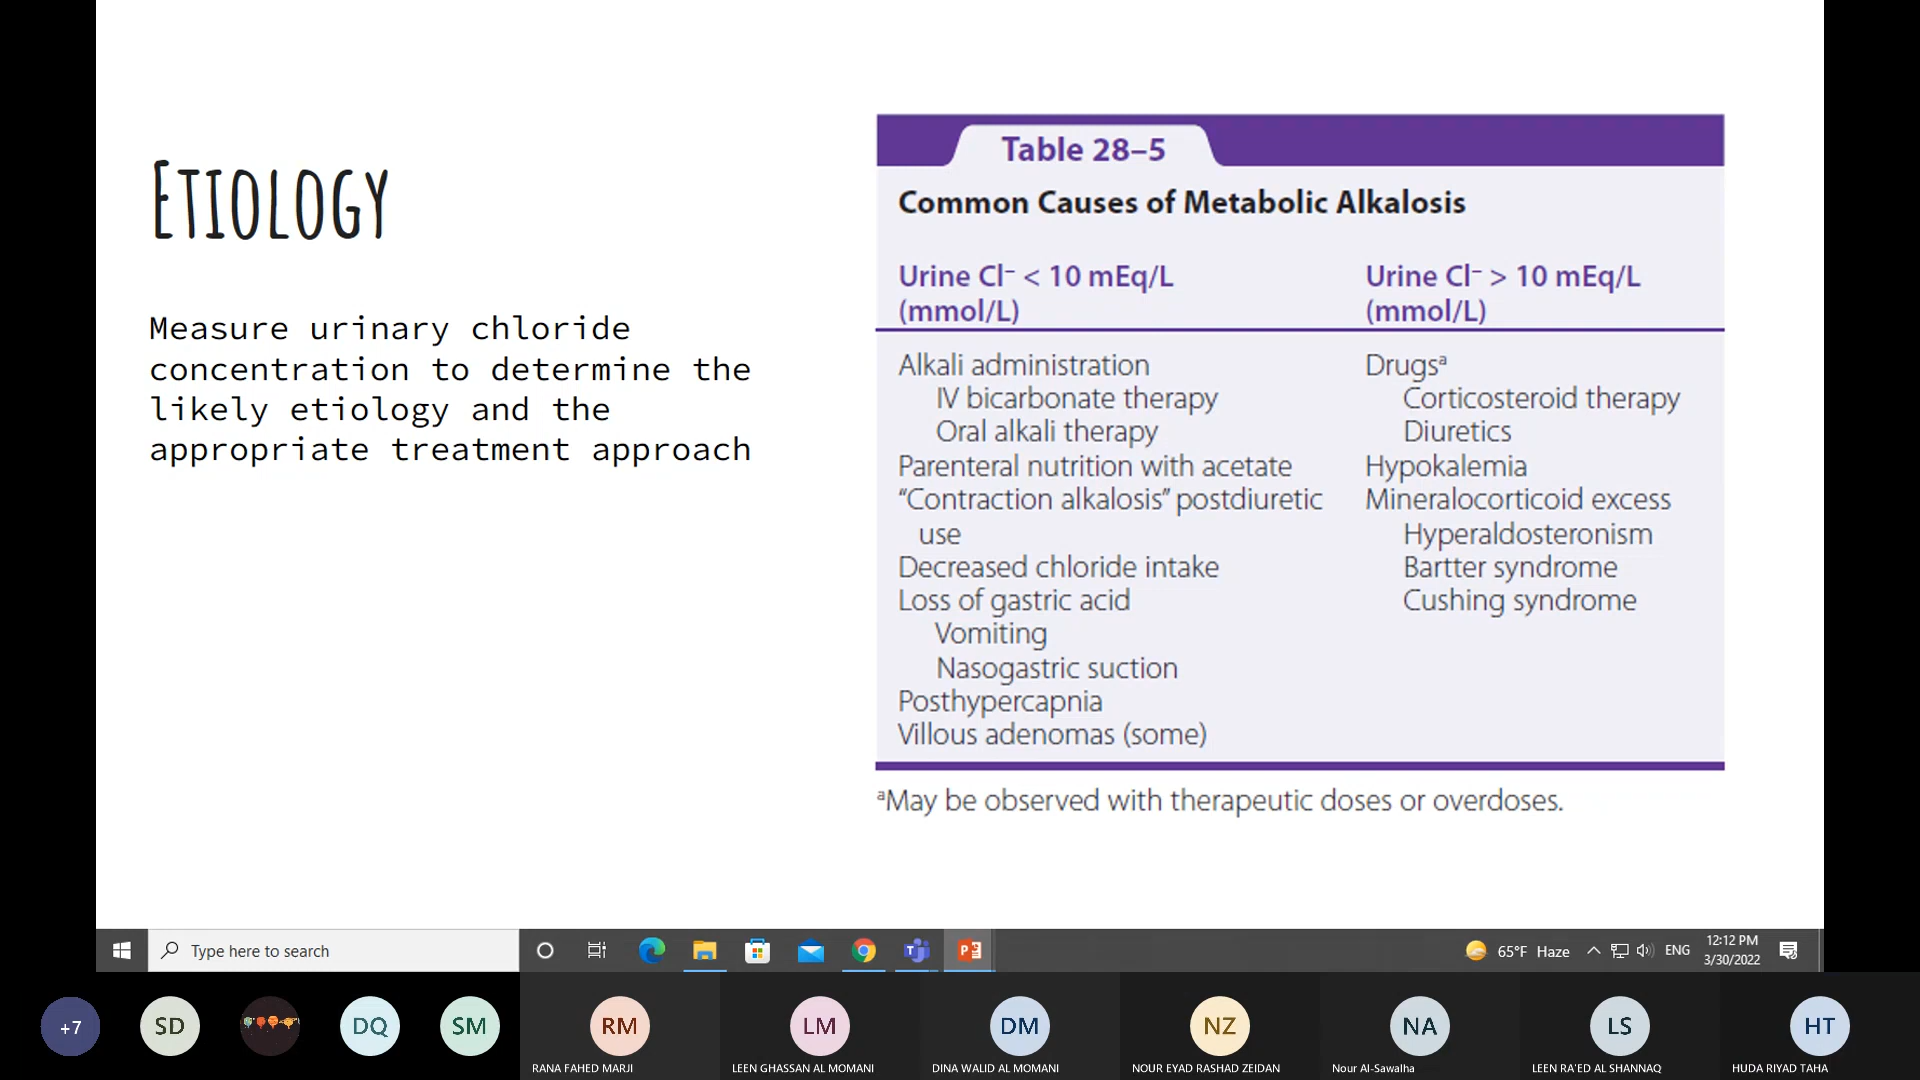 Etiology
Measure urinary chloride
concentration to determine the
likely etiology and the
appropriate treatment approach
Table 28–5
Common Causes of Metabolic Alkalosis
Urine Cl⁻ < 10 mEq/L
(mmol/L)
Urine Cl⁻ > 10 mEq/L
(mmol/L)
Alkali administration
IV bicarbonate therapy
Oral alkali therapy
Parenteral nutrition with acetate
“Contraction alkalosis” postdiuretic
use
Decreased chloride intake
Loss of gastric acid
Vomiting
Nasogastric suction
Posthypercapnia
Villous adenomas (some)
Drugsᵃ
Corticosteroid therapy
Diuretics
Hypokalemia
Mineralocorticoid excess
Hyperaldosteronism
Bartter syndrome
Cushing syndrome
ᵃMay be observed with therapeutic doses or overdoses.
Type here to search
65°F Haze
ENG
12:12 PM
3/30/2022
+7
SD
DQ
SM
RM
LM
DM
NZ
NA
LS
HT
RANA FAHED MARJI
LEEN GHASSAN AL MOMANI
DINA WALID AL MOMANI
NOUR EYAD RASHAD ZEIDAN
Nour Al-Sawalha
LEEN RA'ED AL SHANNAQ
HUDA RIYAD TAHA